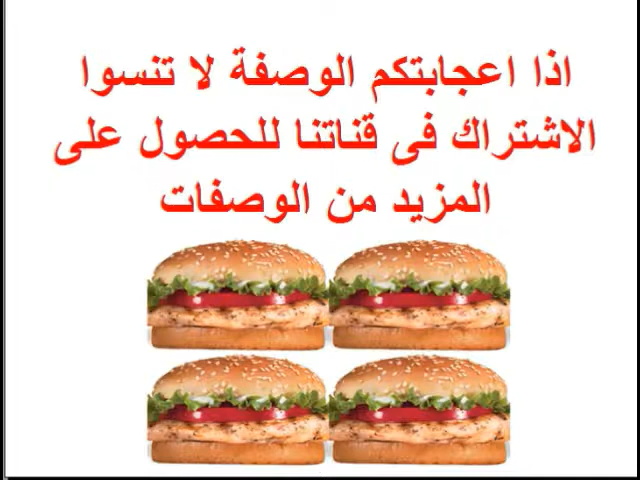 اذا اعجابتكم الوصفة لا تنسوا
الاشتراك فى قناتنا للحصول على
المزيد من الوصفات